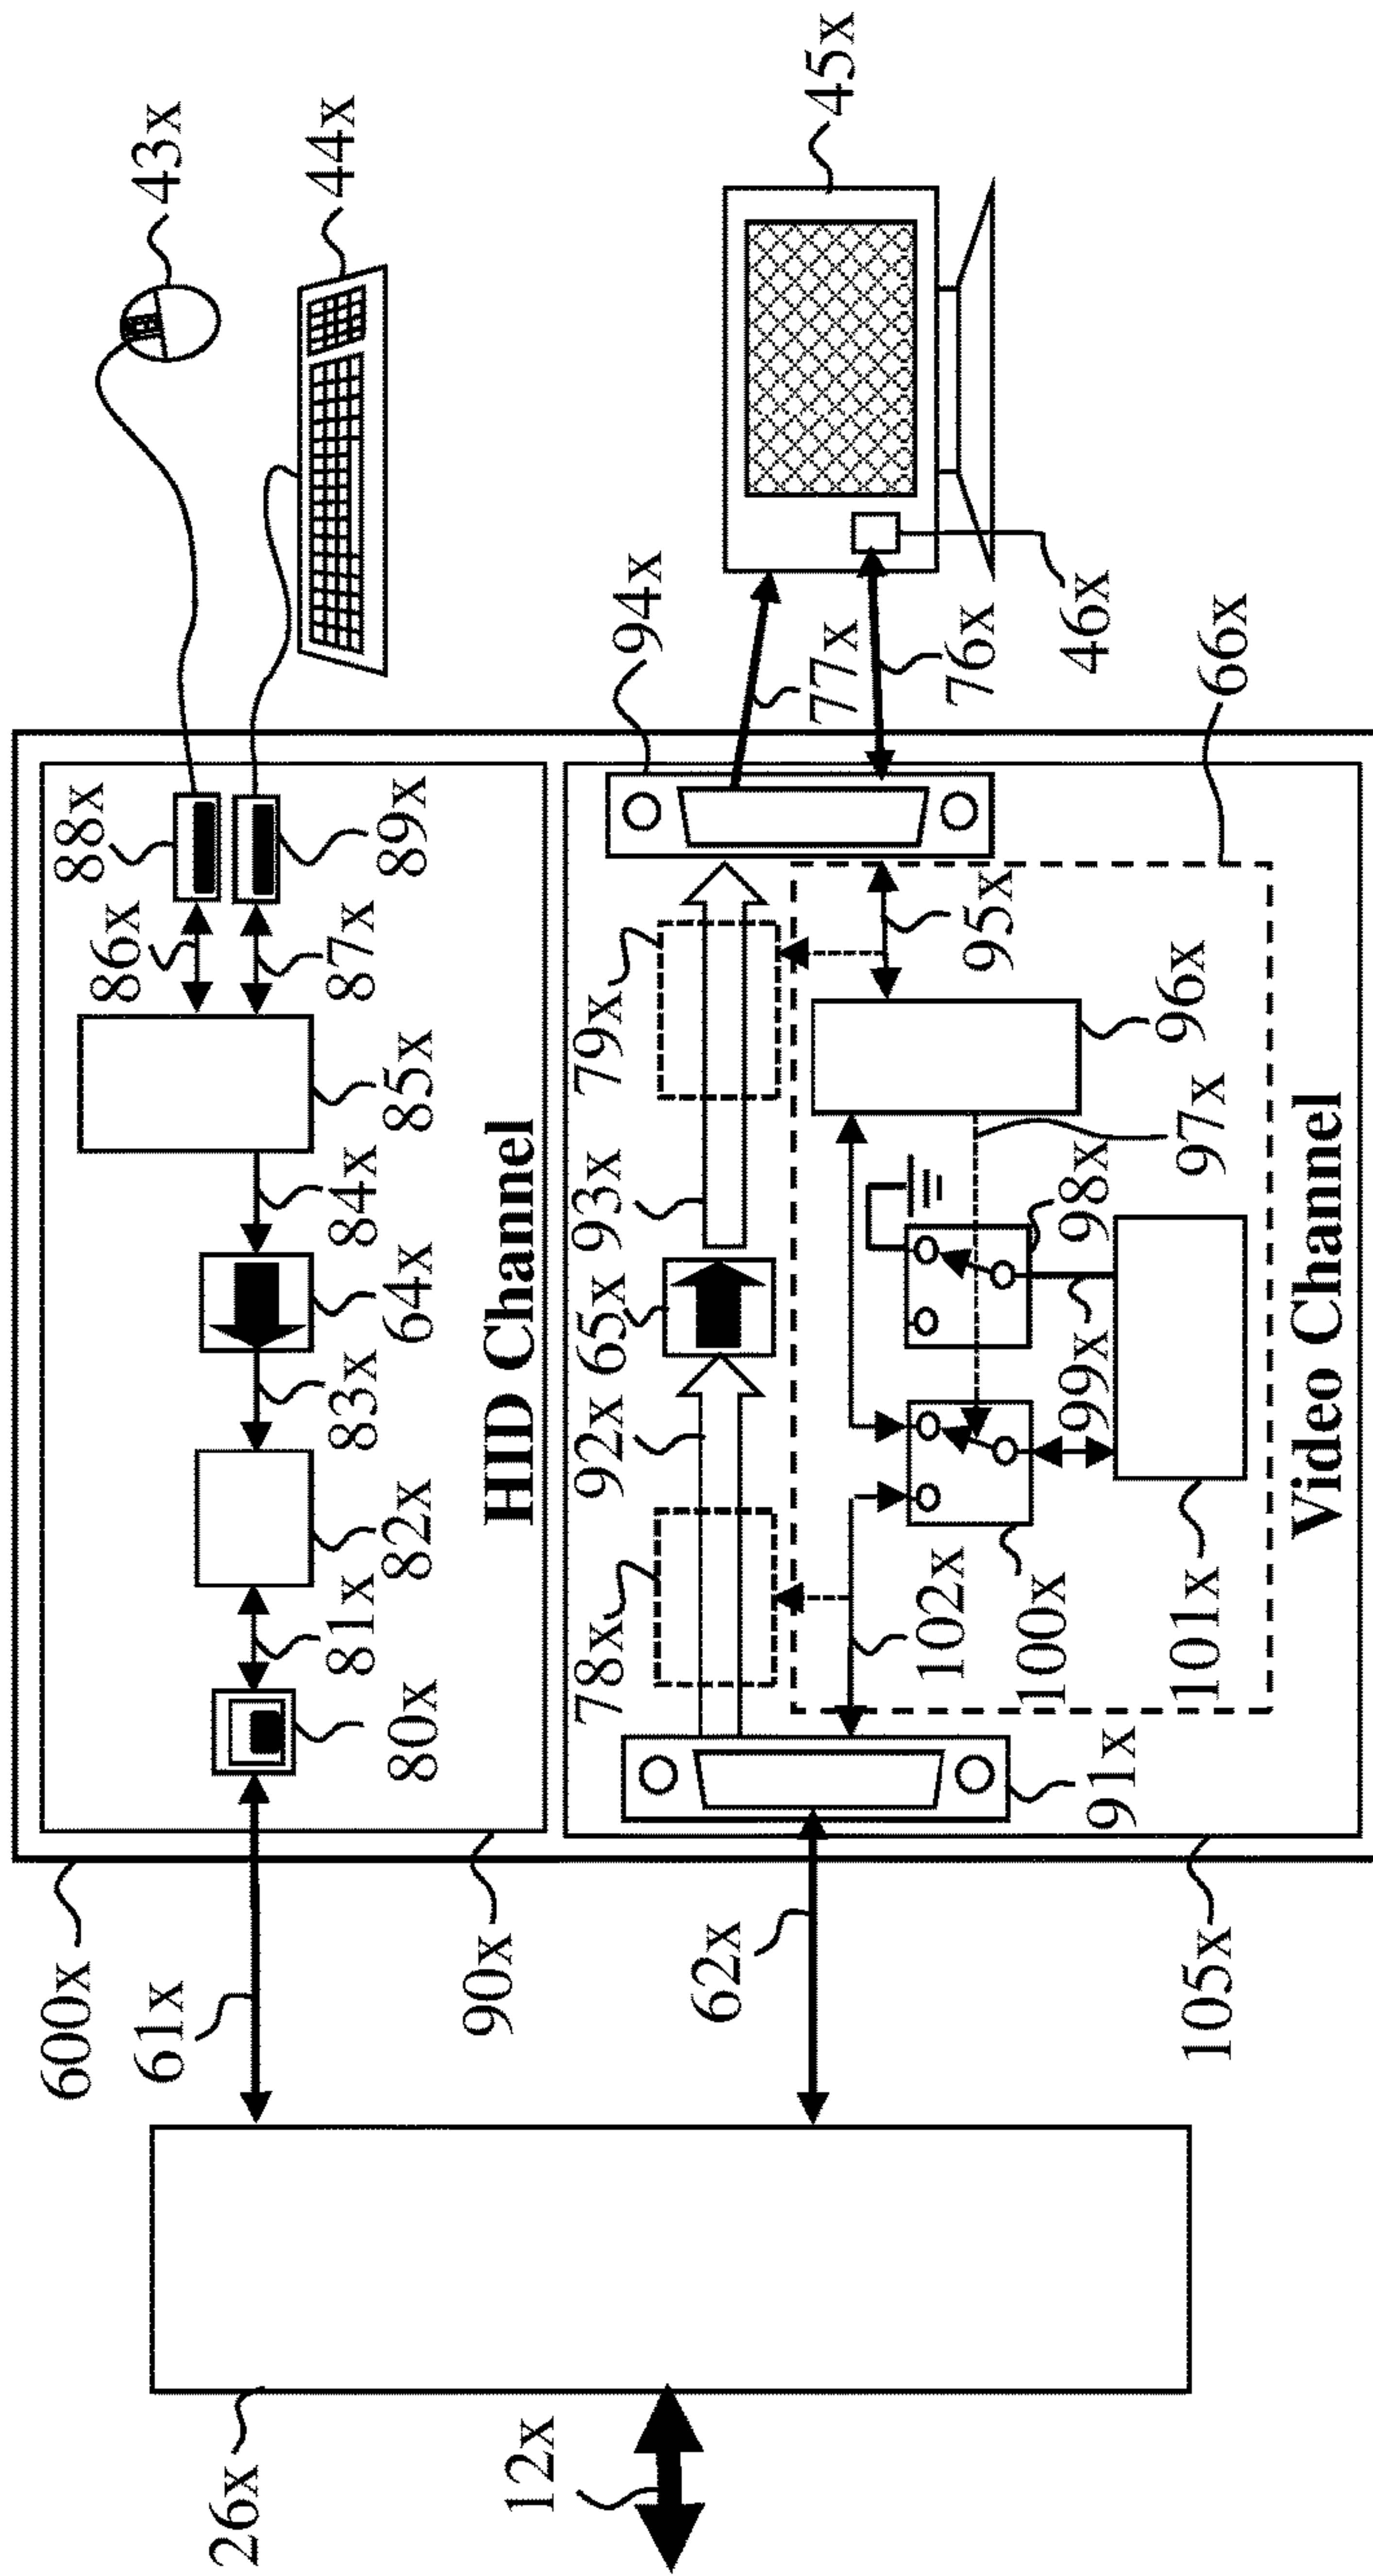 43x
44x
88x
86x
89x
87x
85x
84x
64x
83x
82x
81x
80x
HID Channel
600x
61x
90x
45x
94x
77x
76x
46x
66x
79x
95x
96x
93x
97x
98x
65x
99x
92x
78x
102x
100x
101x
91x
Video Channel
62x
105x
26x
12x